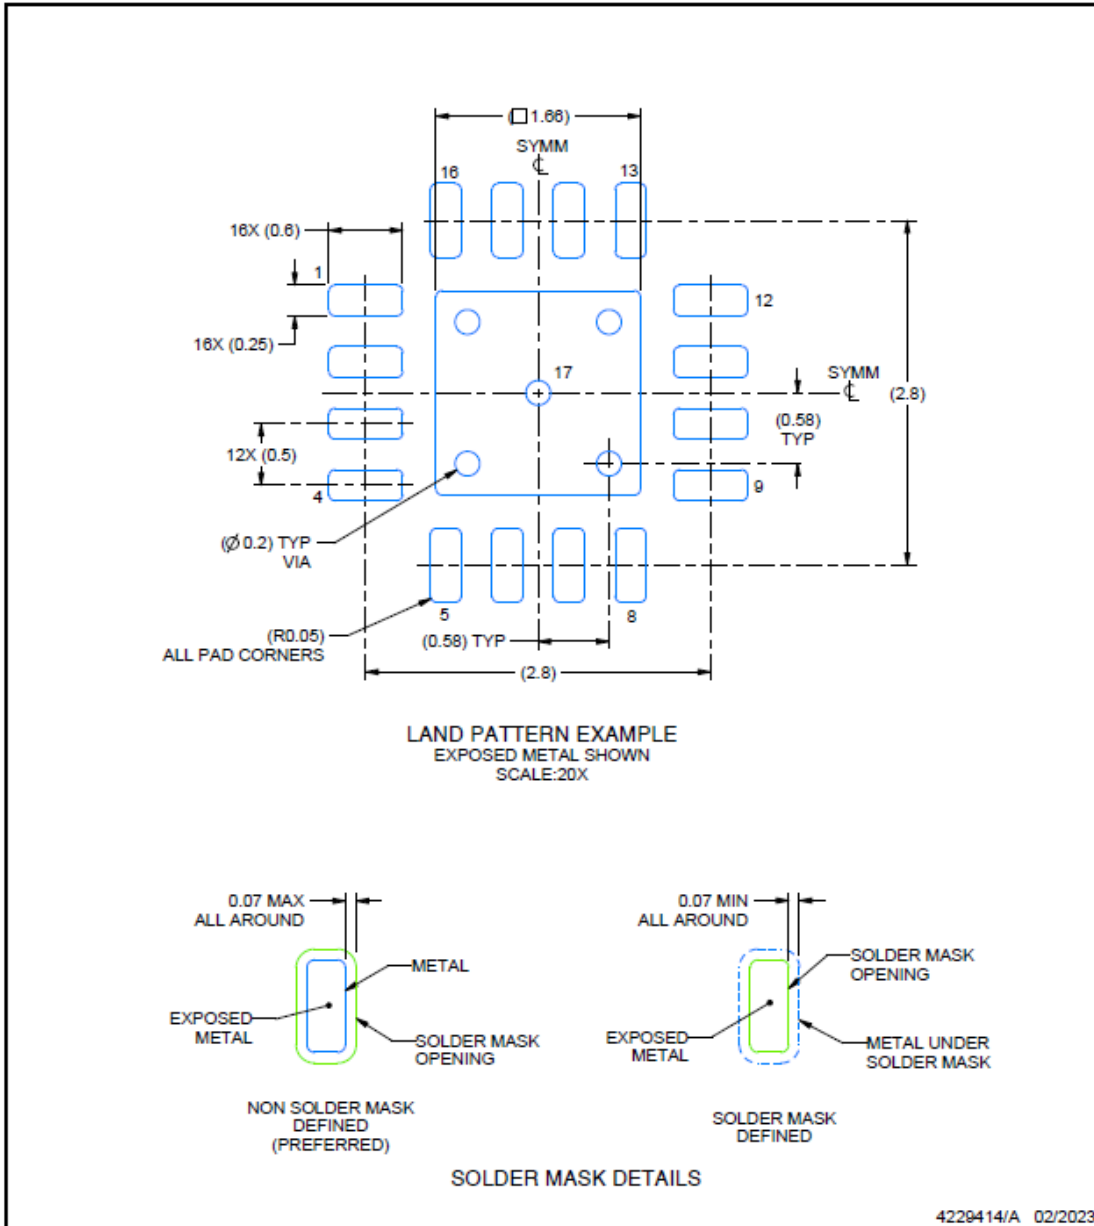 (□1.66)
SYMM
℄
16
13
16X (0.6)
1
12
16X (0.25)
17
SYMM
℄
(2.8)
(0.58)
TYP
12X (0.5)
4
9
(Ø0.2) TYP
VIA
5
8
(R0.05)
ALL PAD CORNERS
(0.58) TYP
(2.8)
LAND PATTERN EXAMPLE
EXPOSED METAL SHOWN
SCALE:20X
0.07 MAX
ALL AROUND
METAL
EXPOSED
METAL
SOLDER MASK
OPENING
NON SOLDER MASK
DEFINED
(PREFERRED)
0.07 MIN
ALL AROUND
SOLDER MASK
OPENING
EXPOSED
METAL
METAL UNDER
SOLDER MASK
SOLDER MASK
DEFINED
SOLDER MASK DETAILS
4229414/A 02/2023